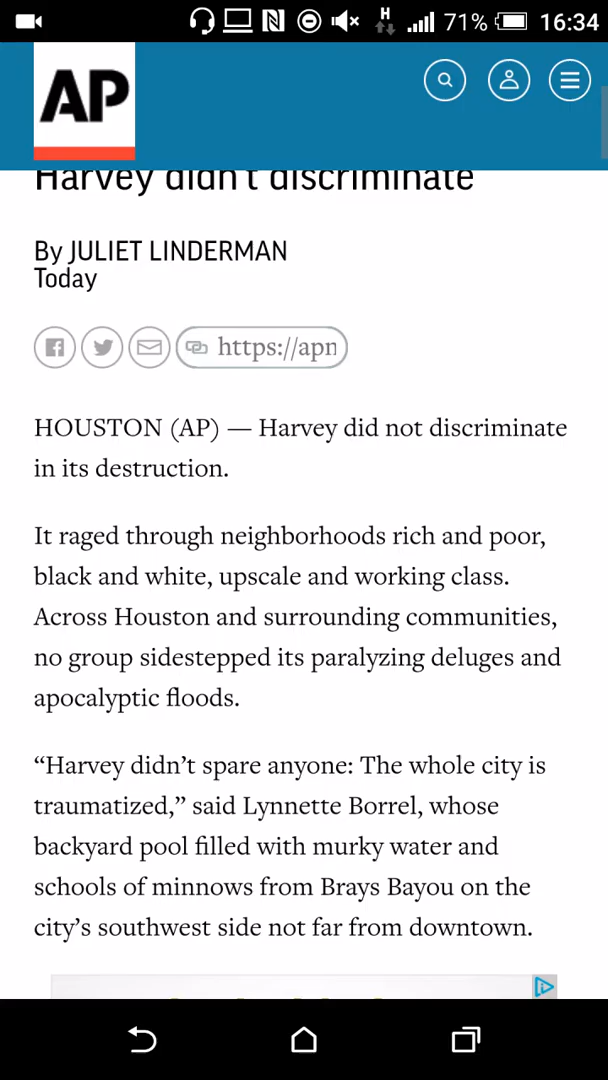 H
71%
16:34
AP
Harvey didn't discriminate
By JULIET LINDERMAN
Today
https://apn
HOUSTON (AP) — Harvey did not discriminate
in its destruction.
It raged through neighborhoods rich and poor,
black and white, upscale and working class.
Across Houston and surrounding communities,
no group sidestepped its paralyzing deluges and
apocalyptic floods.
“Harvey didn’t spare anyone: The whole city is
traumatized,” said Lynnette Borrel, whose
backyard pool filled with murky water and
schools of minnows from Brays Bayou on the
city’s southwest side not far from downtown.